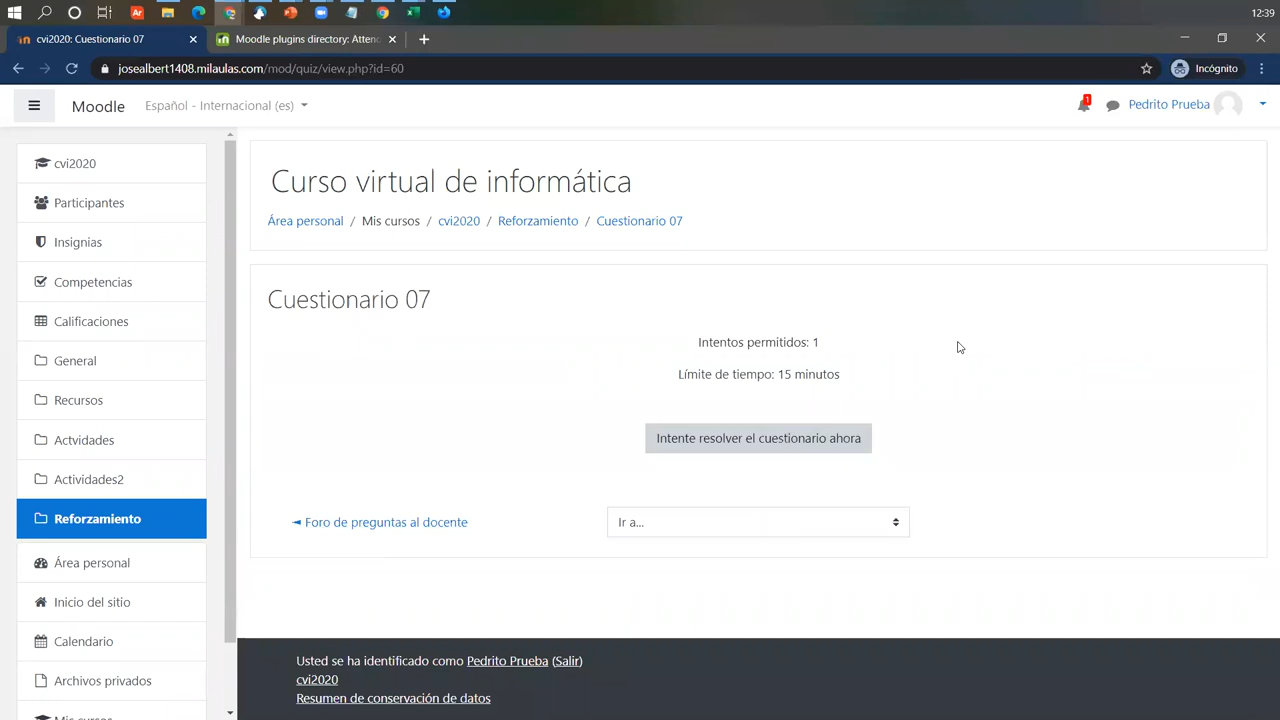 12:39
cvi2020: Cuestionario 07
Moodle plugins directory: Atten
josealbert1408.milaulas.com/mod/quiz/view.php?id=60
Incógnito
Moodle
Español - Internacional (es)
1
Pedrito Prueba
cvi2020
Participantes
Insignias
Competencias
Calificaciones
General
Recursos
Actvidades
Actividades2
Reforzamiento
Área personal
Inicio del sitio
Calendario
Archivos privados
Mis cursos
Curso virtual de informática
Área personal / Mis cursos / cvi2020 / Reforzamiento / Cuestionario 07
Cuestionario 07
Intentos permitidos: 1
Límite de tiempo: 15 minutos
Intente resolver el cuestionario ahora
◄ Foro de preguntas al docente
Ir a...
Usted se ha identificado como Pedrito Prueba (Salir)
cvi2020
Resumen de conservación de datos